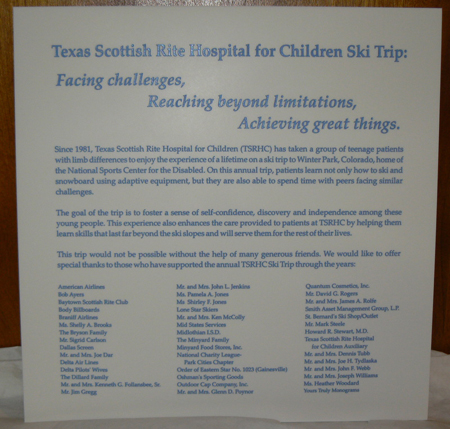 Texas Scottish Rite Hospital for Children Ski Trip:
Facing challenges,
Reaching beyond limitations,
Achieving great things.
Since 1981, Texas Scottish Rite Hospital for Children (TSRHC) has taken a group of teenage patients
with limb differences to enjoy the experience of a lifetime on a ski trip to Winter Park, Colorado, home of
the National Sports Center for the Disabled. On this annual trip, patients learn not only how to ski and
snowboard using adaptive equipment, but they are also able to spend time with peers facing similar
challenges.
The goal of the trip is to foster a sense of self-confidence, discovery and independence among these
young people. This experience also enhances the care provided to patients at TSRHC by helping them
learn skills that last far beyond the ski slopes and will serve them for the rest of their lives.
This trip would not be possible without the help of many generous friends. We would like to offer
special thanks to those who have supported the annual TSRHC Ski Trip through the years:
American Airlines
Bob Ayers
Baytown Scottish Rite Club
Body Billboards
Braniff Airlines
Ms. Shelly A. Brooks
The Bryson Family
Mr. Sigurd Carlson
Dallas Screen
Mr. and Mrs. Joe Dar
Delta Air Lines
Delta Pilots' Wives
The Dillard Family
Mr. and Mrs. Kenneth G. Follansbee, Sr.
Mr. Jim Gregg
Mr. and Mrs. John L. Jenkins
Ms. Pamela A. Jones
Ms. Shirley F. Jones
Lone Star Skiers
Mr. and Mrs. Ken McColly
Mid States Services
Midlothian I.S.D.
The Minyard Family
Minyard Food Stores, Inc.
National Charity League-
Park Cities Chapter
Order of Eastern Star No. 1023 (Gainesville)
Oshman's Sporting Goods
Outdoor Cap Company, Inc.
Mr. and Mrs. Glenn D. Poynor
Quantum Cosmetics, Inc.
Mr. David G. Rogers
Mr. and Mrs. James A. Rolfe
Smith Asset Management Group, L.P.
St. Bernard's Ski Shop/Outlet
Mr. Mark Steele
Howard R. Stewart, M.D.
Texas Scottish Rite Hospital
for Children Auxiliary
Mr. and Mrs. Dennis Tubb
Mr. and Mrs. Joe H.
Mr. and Mrs. John F. Webb
Mr. and Mrs. Joseph Williams
Ms. Heather Woodard
Yours Truly Monograms